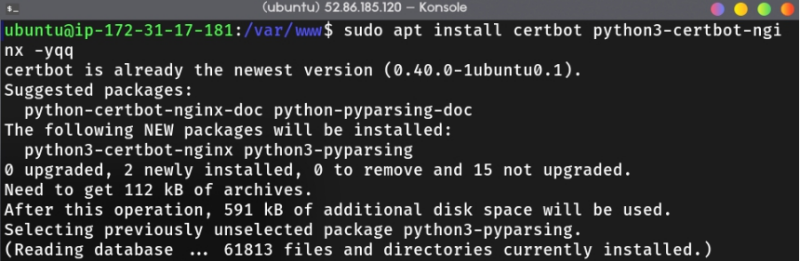 (ubuntu) 52.86.185.120 — Konsole
ubuntu@ip-172-31-17-181:/var/www$ sudo apt install certbot python3-certbot-ngi
nx -yqq
certbot is already the newest version (0.40.0-1ubuntu0.1).
Suggested packages:
  python-certbot-nginx-doc python-pyparsing-doc
The following NEW packages will be installed:
  python3-certbot-nginx python3-pyparsing
0 upgraded, 2 newly installed, 0 to remove and 15 not upgraded.
Need to get 112 kB of archives.
After this operation, 591 kB of additional disk space will be used.
Selecting previously unselected package python3-pyparsing.
(Reading database ... 61813 files and directories currently installed.)